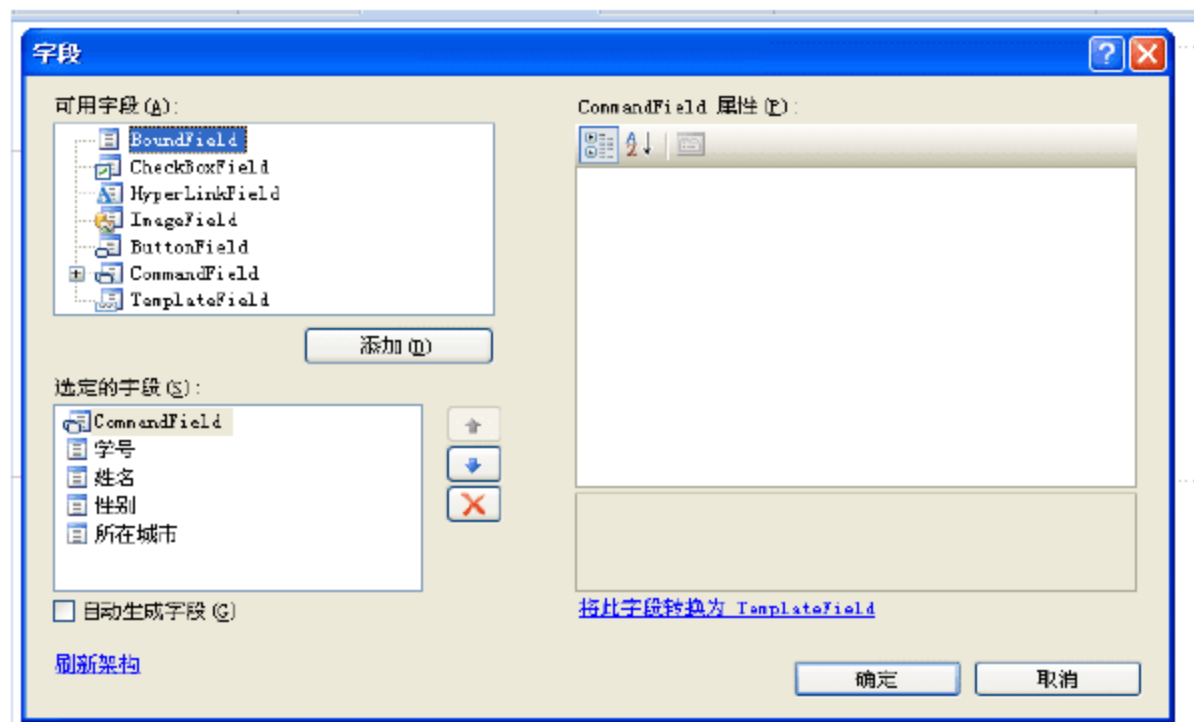 字段
可用字段(A):
BoundField
CheckBoxField
HyperLinkField
ImageField
ButtonField
CommandField
TemplateField
添加(D)
选定的字段(S):
CommandField
学号
姓名
性别
所在城市
自动生成字段(G)
刷新架构
CommandField 属性(P):
将此字段转换为 TemplateField
确定
取消